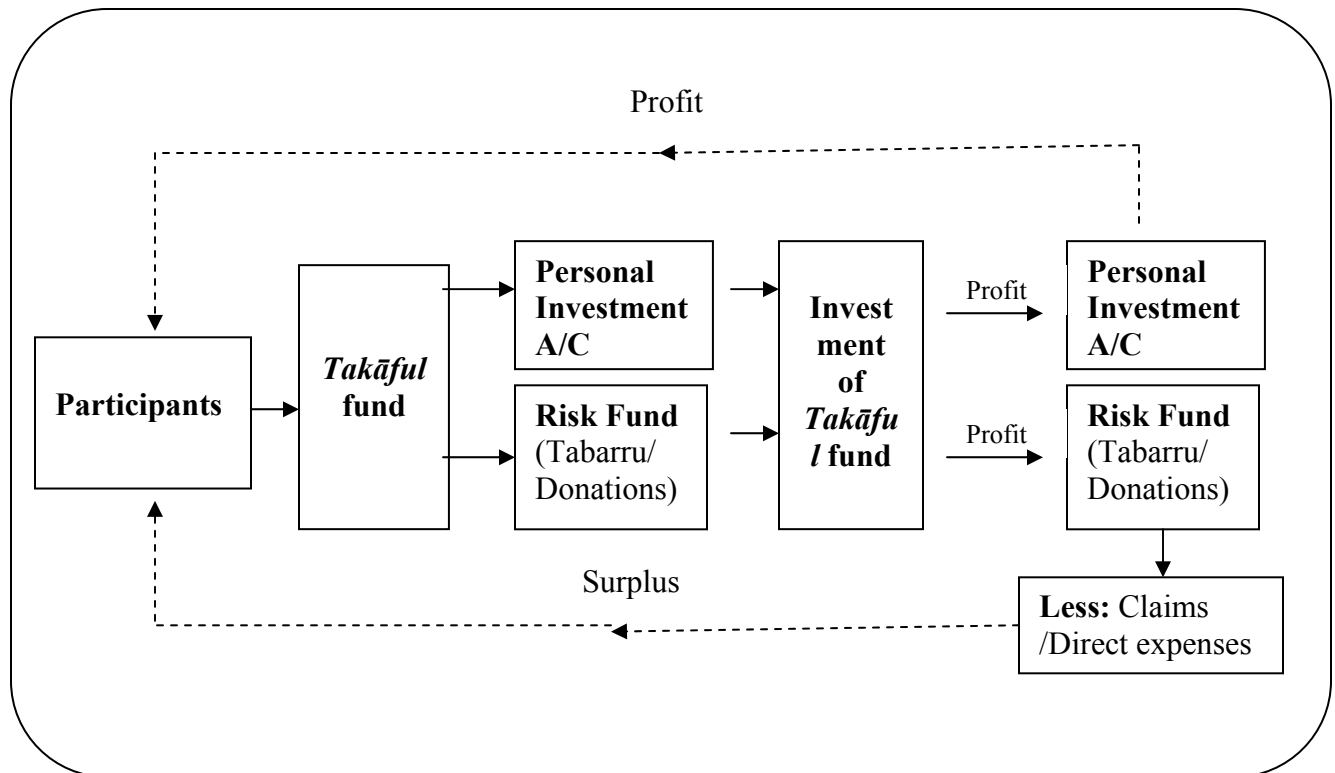 Profit
Participants
Takāful
fund
Personal
Investment
A/C
Risk Fund
(Tabarru/
Donations)
Invest
ment
of
Takāfu
l fund
Profit
Profit
Personal
Investment
A/C
Risk Fund
(Tabarru/
Donations)
Surplus
Less: Claims
/Direct expenses